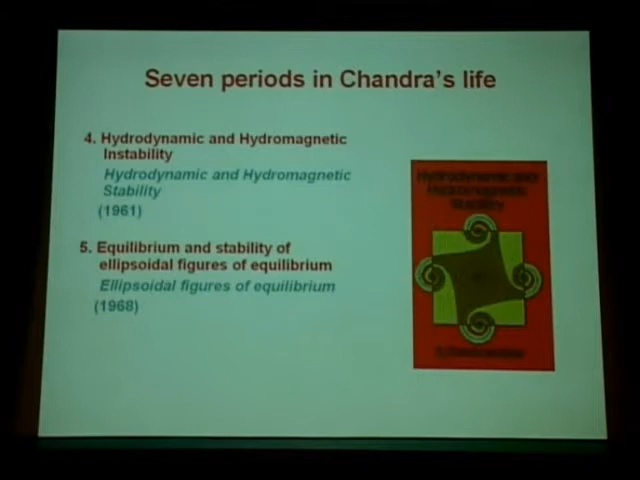 Seven periods in Chandra's life
4. Hydrodynamic and Hydromagnetic
Instability
Hydrodynamic and Hydromagnetic
Stability
(1961)
5. Equilibrium and stability of
ellipsoidal figures of equilibrium
Ellipsoidal figures of equilibrium
(1968)
Hydrodynamic and
Hydromagnetic
Stability